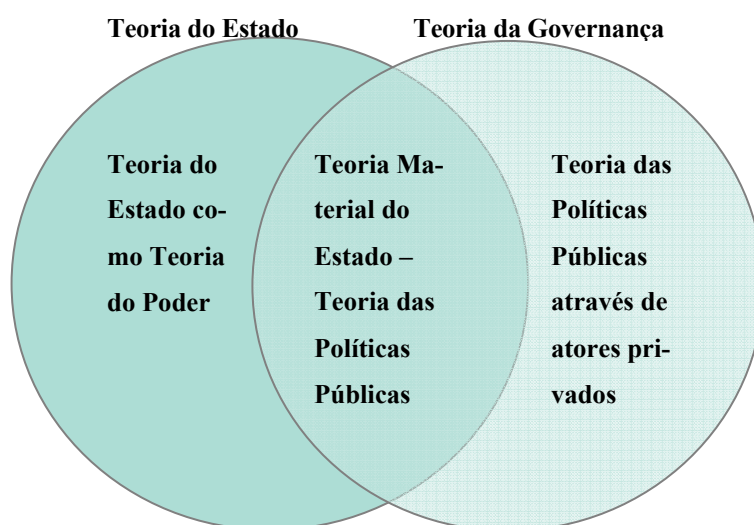 Teoria do Estado
Teoria da Governança
Teoria do
Estado co-
mo Teoria
do Poder
Teoria Ma-
terial do
Estado –
Teoria das
Políticas
Públicas
Teoria das
Políticas
Públicas
através de
atores pri-
vados